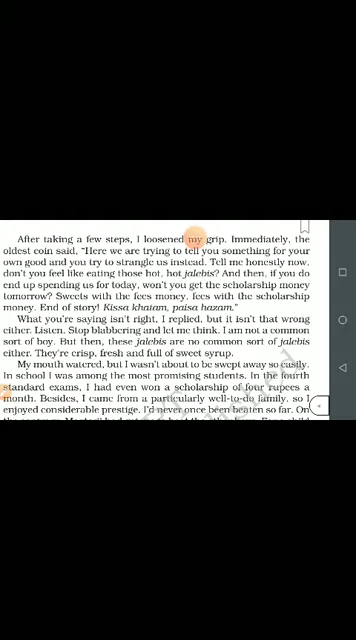 After taking a few steps, I loosened my grip. Immediately, the
oldest coin said, “Here we are trying to tell you something for your
own good and you try to strangle us instead. Tell me honestly now,
don't you feel like eating those hot, hot jalebis? And then, if you do
end up spending us for today, won't you get the scholarship money
tomorrow? Sweets with the fees money, fees with the scholarship
money. End of story! Kissa khatam, paisa hazam.”
What you're saying isn't right, I replied, but it isn't that wrong
either. Listen. Stop blabbering and let me think. I am not a common
sort of boy. But then, these jalebis are no common sort of jalebis
either. They're crisp, fresh and full of sweet syrup.
My mouth watered, but I wasn't about to be swept away so easily.
In school I was among the most promising students. In the fourth
standard exams, I had even won a scholarship of four rupees a
month. Besides, I came from a particularly well-to-do family, so I
enjoyed considerable prestige. I'd never once been beaten so far. On